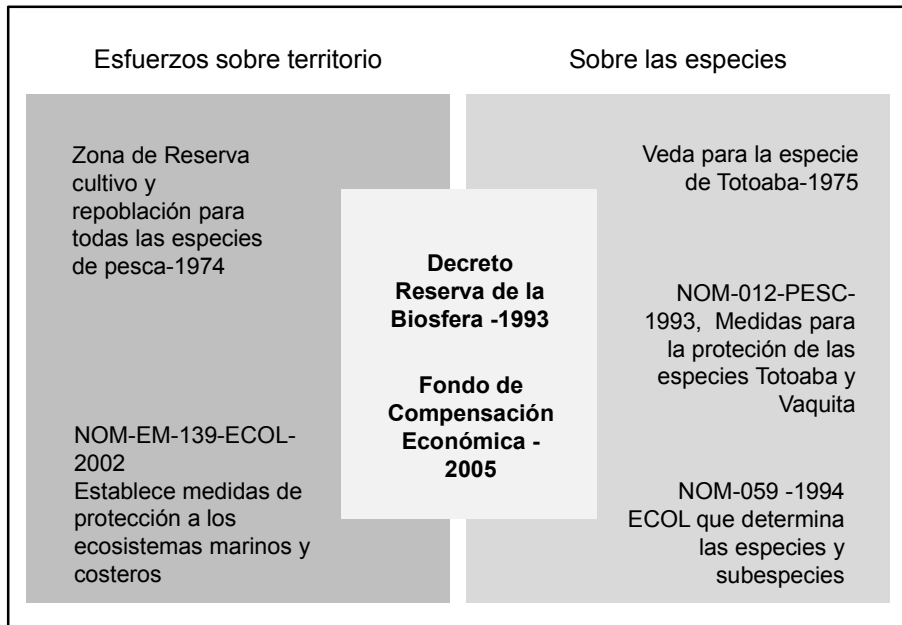 Esfuerzos sobre territorio
Sobre las especies
Zona de Reserva
cultivo y
repoblación para
todas las especies
de pesca-1974
NOM-EM-139-ECOL-
2002
Establece medidas de
protección a los
ecosistemas marinos y
costeros
Decreto
Reserva de la
Biosfera -1993
Fondo de
Compensación
Económica -
2005
Veda para la especie
de Totoaba-1975
NOM-012-PESC-
1993,  Medidas para
la proteción de las
especies Totoaba y
Vaquita
NOM-059 -1994
ECOL que determina
las especies y
subespecies